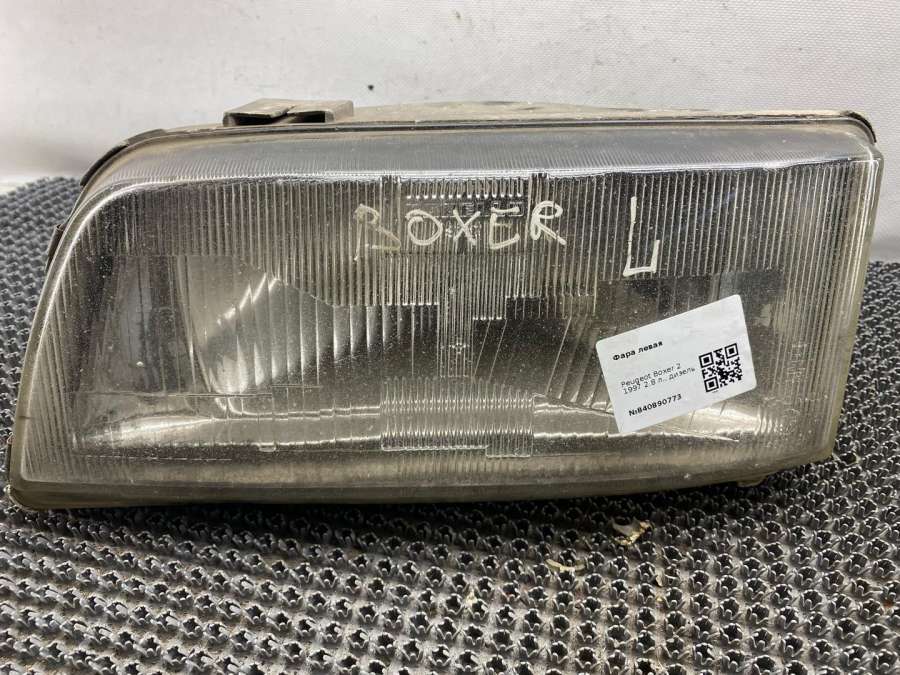 BOXER L
Фара левая
Peugeot Boxer 2
1997 2.8 л., дизель
№840890773